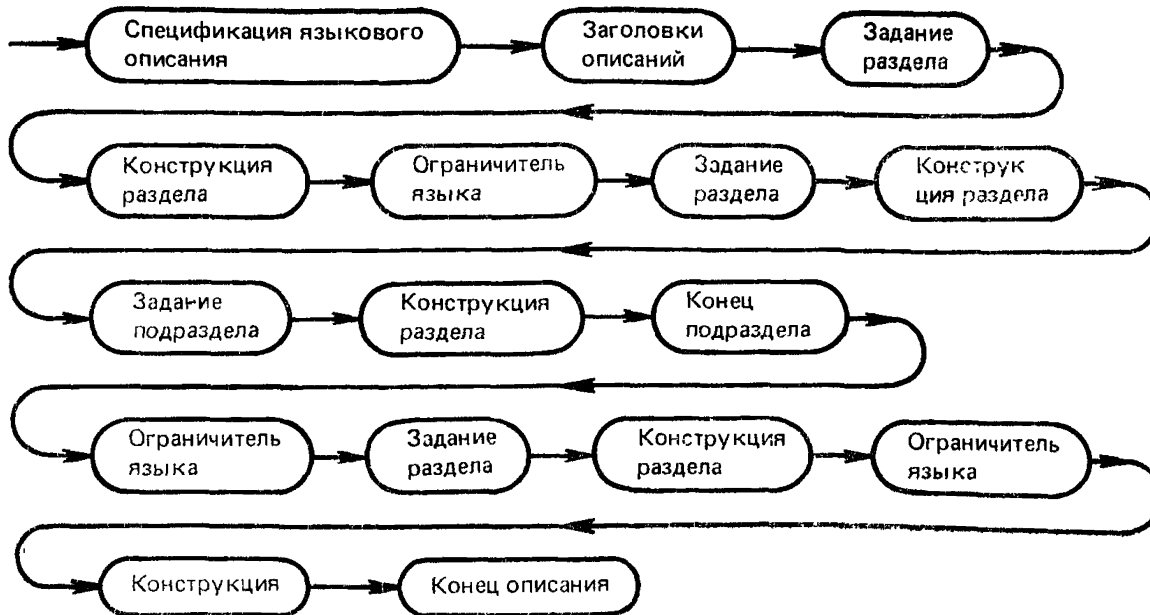 Спецификация языкового
описания
Заголовки
описаний
Задание
раздела
Конструкция
раздела
Ограничитель
языка
Задание
раздела
Конструк
ция раздела
Задание
подраздела
Конструкция
раздела
Конец
подраздела
Ограничитель
языка
Задание
раздела
Конструкция
раздела
Ограничитель
языка
Конструкция
Конец описания